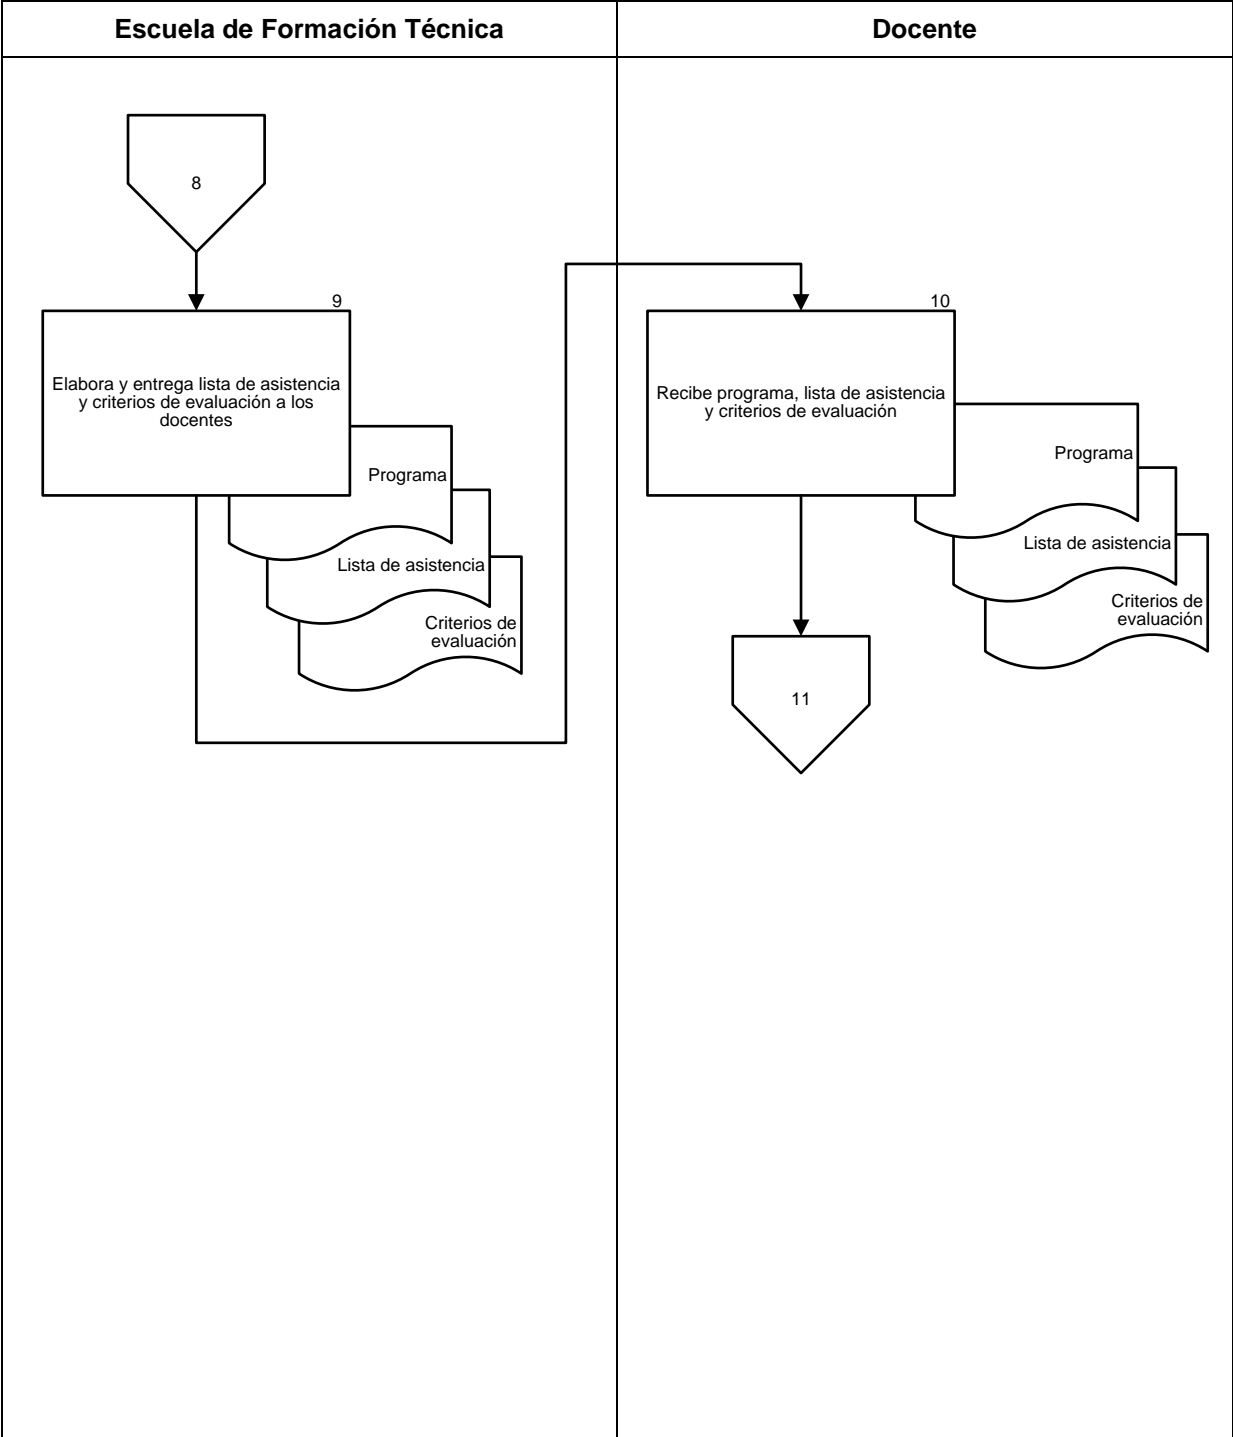 Escuela de Formación Técnica
Docente
8
9
Elabora y entrega lista de asistencia
y criterios de evaluación a los
docentes
Programa
Lista de asistencia
Criterios de
evaluación
10
Recibe programa, lista de asistencia
y criterios de evaluación
Programa
Lista de asistencia
Criterios de
evaluación
11